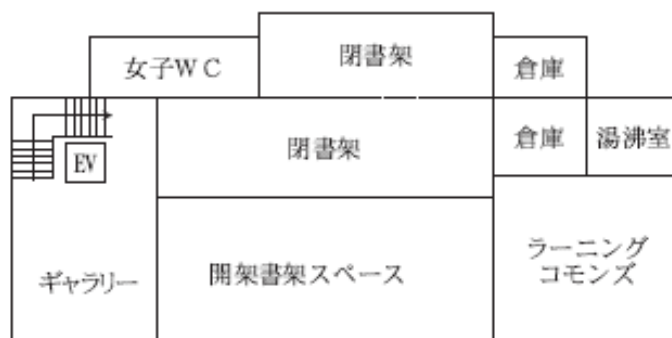 女子WC
閉書架
倉庫
閉書架
倉庫
湯沸室
EV
ギャラリー
開架書架スペース
ラーニング
コモンズ